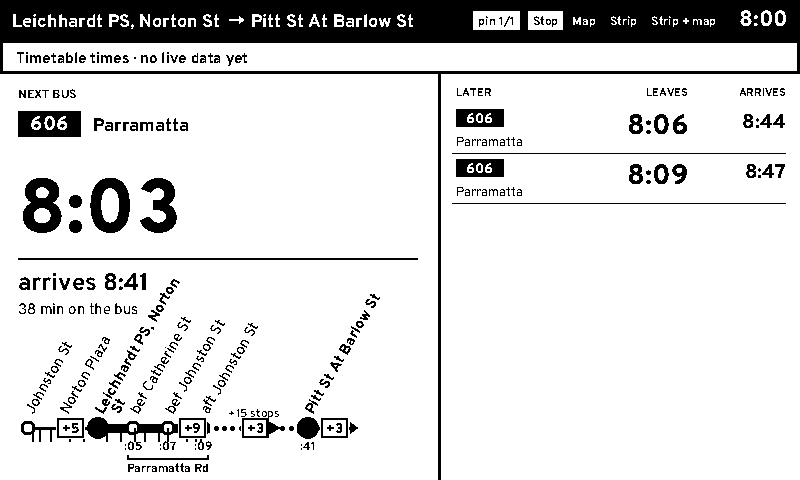 Leichhardt PS, Norton St → Pitt St At Barlow St
pin 1/1 Stop Map Strip Strip + map 8:00
Timetable times · no live data yet
NEXT BUS
606 Parramatta
8:03
arrives 8:41
38 min on the bus
Johnston St
Norton Plaza
Leichhardt PS, Norton St
bef Catherine St
bef Johnston St
aft Johnston St
Pitt St At Barlow St
+15 stops
+5 +9 +3 +3
:05 :07 :09 :41
Parramatta Rd
LATER LEAVES ARRIVES
606 8:06 8:44
Parramatta
606 8:09 8:47
Parramatta